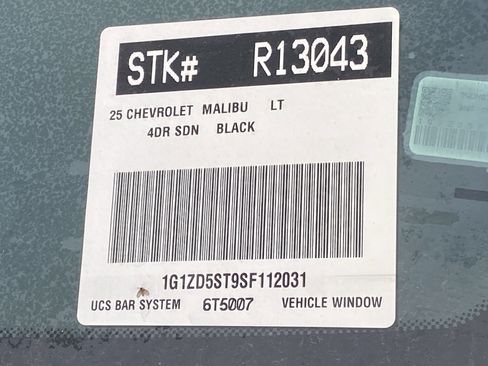 STK# R13043
25 CHEVROLET MALIBU LT
4DR SDN BLACK
1G1ZD5ST9SF112031
UCS BAR SYSTEM 6T5007 VEHICLE WINDOW